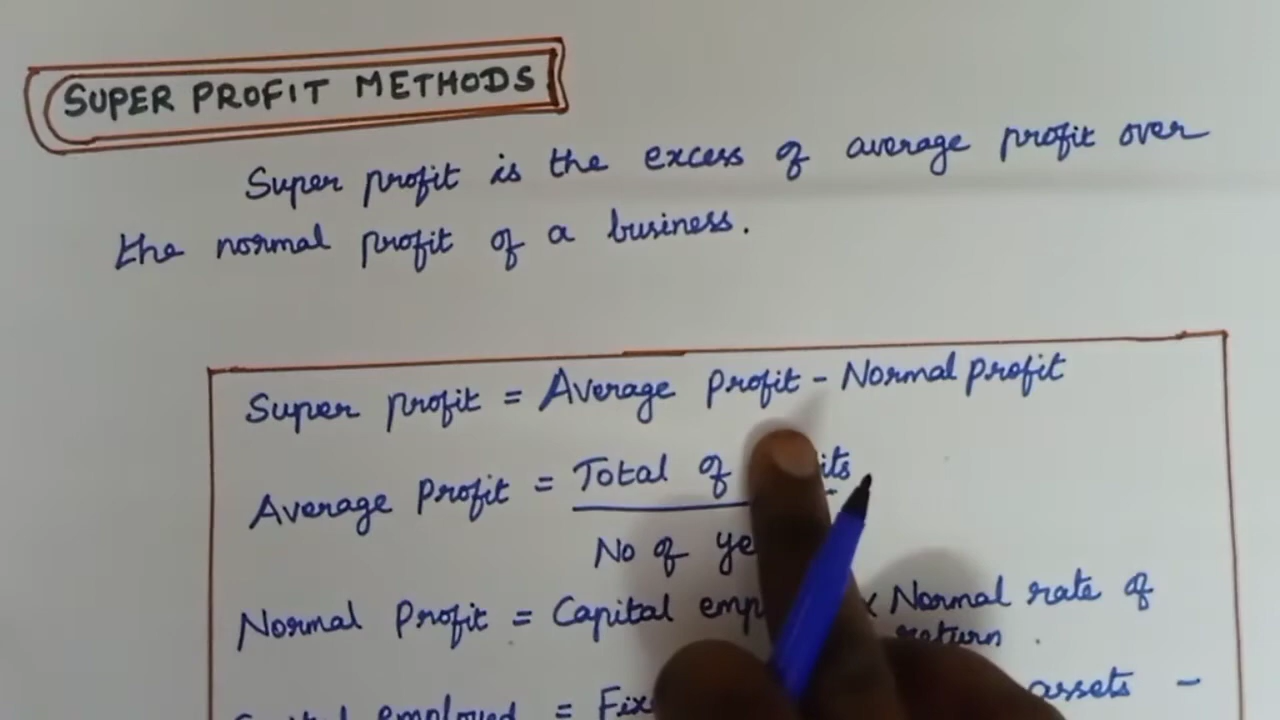 SUPER PROFIT METHODS
Super profit is the excess of average profit over
the normal profit of a business.
Super profit = Average profit - Normal profit
Average Profit = Total of
No of
Normal Profit = Capital × Normal rate of
return
employed = assets -